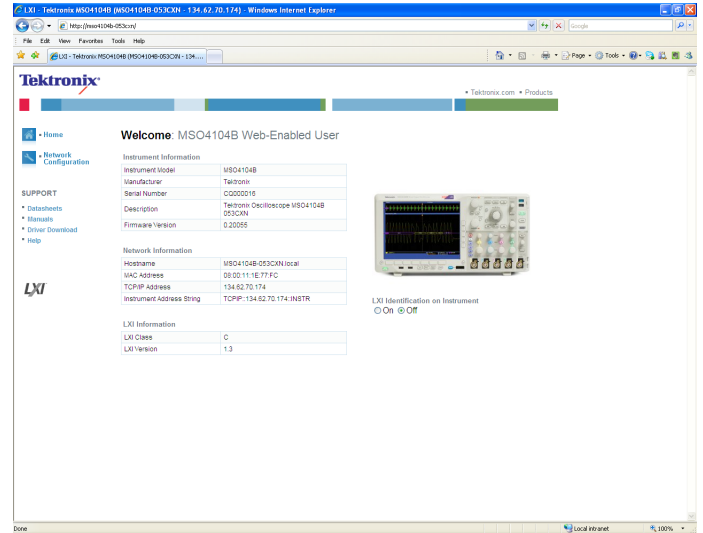 LXI - Tektronix MSO4104B (MSO4104B-053CXN - 134.62.70.174) - Windows Internet Explorer
http://mso4104b-053cxn/
Google
File Edit View Favorites Tools Help
LXI - Tektronix MSO4104B (MSO4104B-053CXN - 134....
Page Tools
Tektronix
Tektronix.com Products
Home
Welcome: MSO4104B Web-Enabled User
Network Configuration
Instrument Information
Instrument Model MSO4104B
Manufacturer Tektronix
Serial Number CQ000016
Description Tektronix Oscilloscope MSO4104B 053CXN
Firmware Version 0.20055
SUPPORT
Datasheets
Manuals
Driver Download
Help
Network Information
Hostname MSO4104B-053CXN.local
MAC Address 08:00:11:1E:77:FC
TCP/IP Address 134.62.70.174
Instrument Address String TCPIP::134.62.70.174::INSTR
LXI
LXI Identification on Instrument
On Off
LXI Information
LXI Class C
LXI Version 1.3
Done
Local intranet
100%